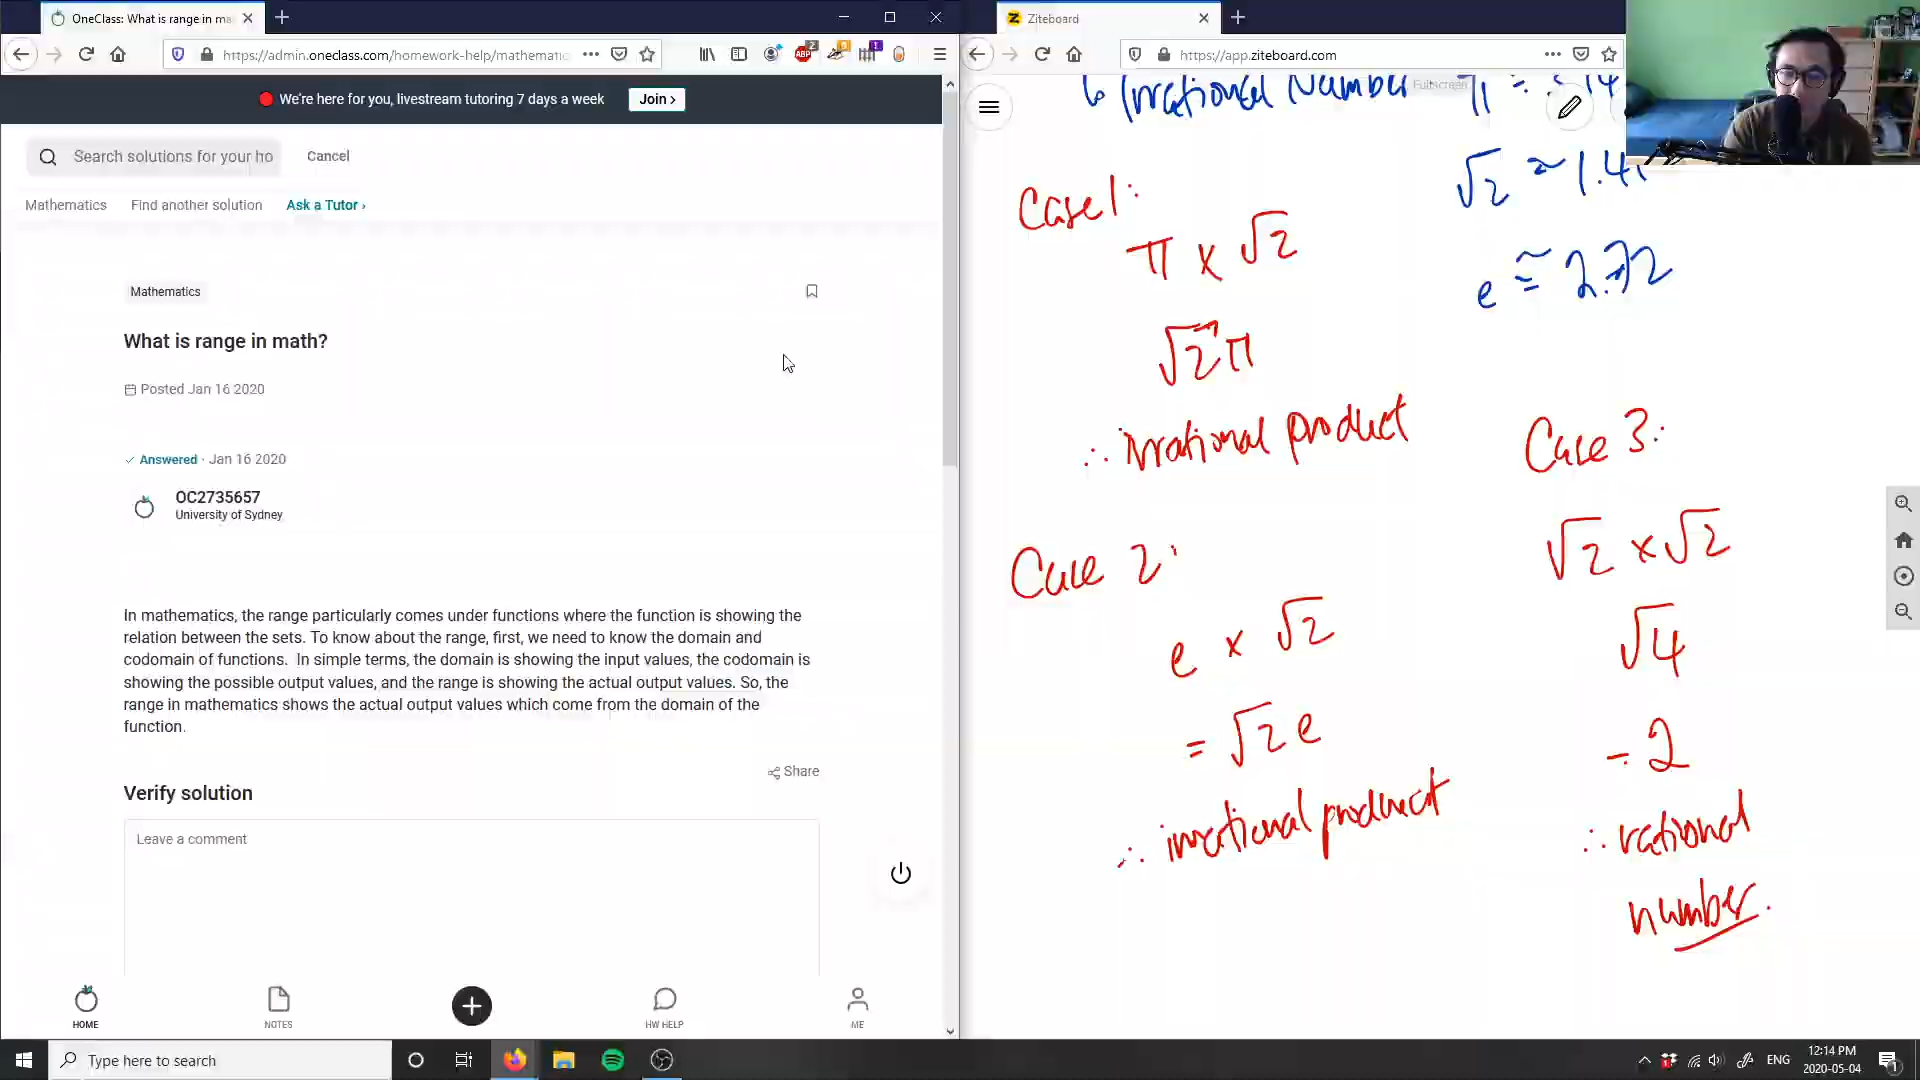 OneClass: What is range in ma
https://admin.oneclass.com/homework-help/mathematic
ABP
2
1
We're here for you, livestream tutoring 7 days a week
Join ›
Search solutions for your ho
Cancel
Mathematics
Find another solution
Ask a Tutor ›
Mathematics
What is range in math?
Posted Jan 16 2020
Answered · Jan 16 2020
OC2735657
University of Sydney
In mathematics, the range particularly comes under functions where the function is showing the
relation between the sets. To know about the range, first, we need to know the domain and
codomain of functions.  In simple terms, the domain is showing the input values, the codomain is
showing the possible output values, and the range is showing the actual output values. So, the
range in mathematics shows the actual output values which come from the domain of the
function.
Share
Verify solution
Leave a comment
HOME
NOTES
HW HELP
ME
Ziteboard
https://app.ziteboard.com
Fullscreen
Irrational Number
√2 ≈ 1.41
e ≅ 2.72
Case 1:
π x √2
√2 π
∴ irrational product
Case 2:
e x √2
= √2 e
∴ irrational product
Case 3:
√2 x √2
√4
= 2
∴ rational
number.
Type here to search
ENG
12:14 PM
2020-05-04
1